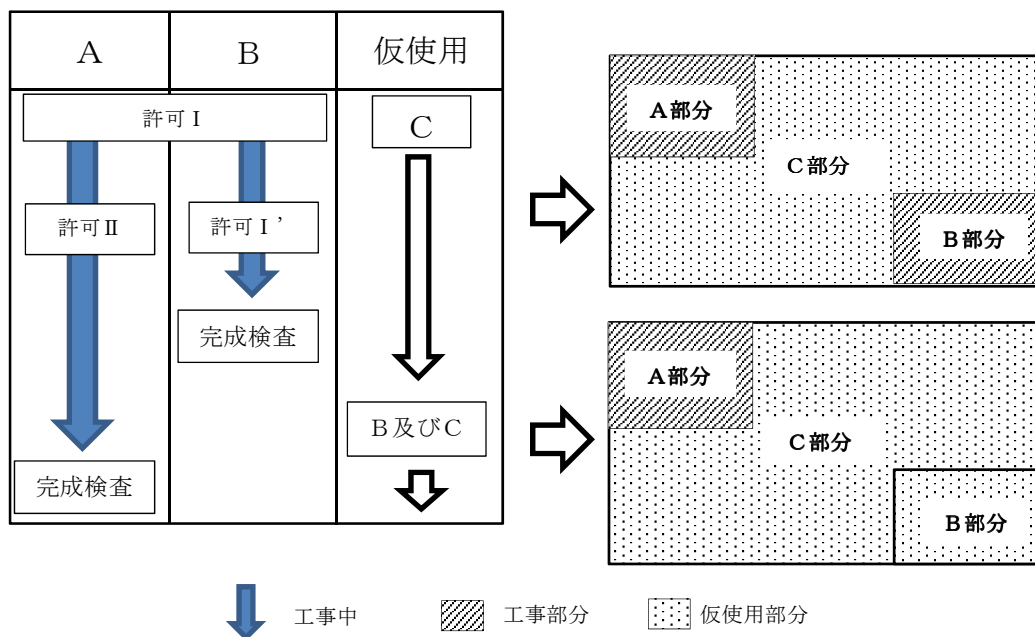 A
B
仮使用
許可Ⅰ
C
許可Ⅱ
許可Ⅰ’
完成検査
B及びC
完成検査
A部分
C部分
B部分
A部分
C部分
B部分
工事中
工事部分
仮使用部分